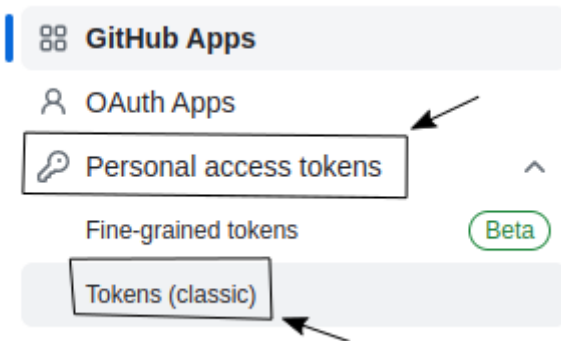 GitHub Apps
OAuth Apps
Personal access tokens
Fine-grained tokens Beta
Tokens (classic)